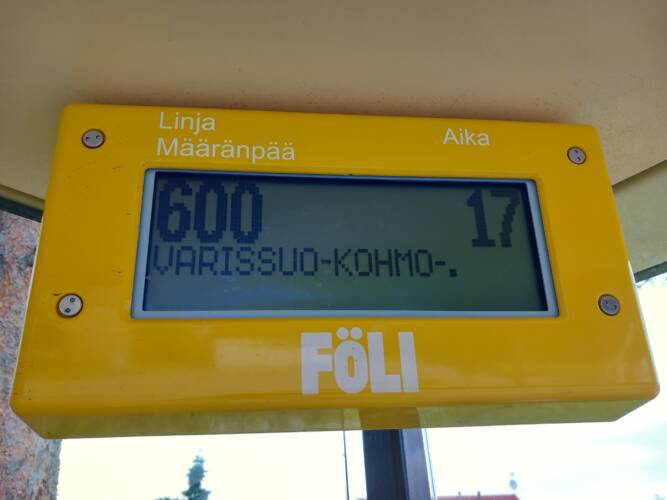 Linja
Määränpää
Aika
600 17
VARISSUO-KOHMO-.
FÖLI